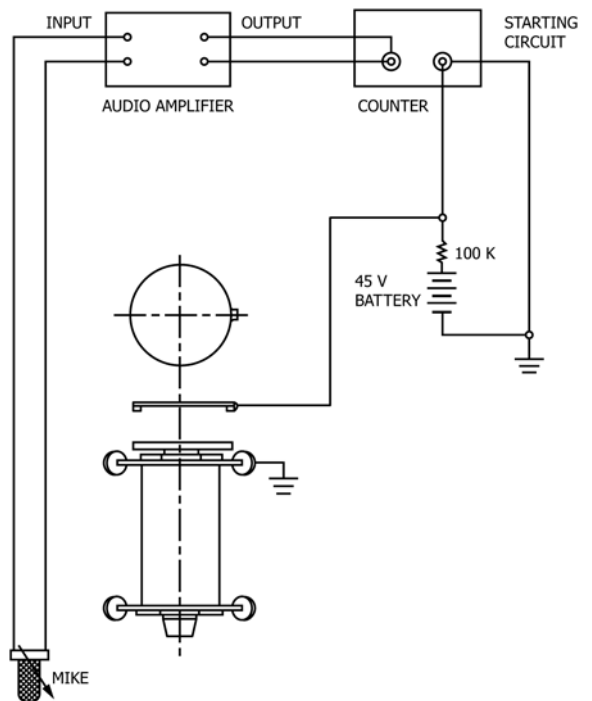 INPUT
OUTPUT
STARTING
CIRCUIT
AUDIO AMPLIFIER
COUNTER
100 K
45 V
BATTERY
MIKE